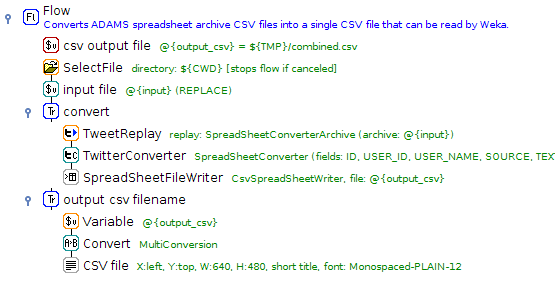 Flow
Converts ADAMS spreadsheet archive CSV files into a single CSV file that can be read by Weka.
csv output file @{output_csv} = ${TMP}/combined.csv
SelectFile directory: ${CWD} [stops flow if canceled]
input file @{input} (REPLACE)
convert
TweetReplay replay: SpreadSheetConverterArchive (archive: @{input})
TwitterConverter SpreadSheetConverter (fields: ID, USER_ID, USER_NAME, SOURCE, TEX
SpreadSheetFileWriter CsvSpreadSheetWriter, file: @{output_csv}
output csv filename
Variable @{output_csv}
Convert MultiConversion
CSV file X:left, Y:top, W:640, H:480, short title, font: Monospaced-PLAIN-12